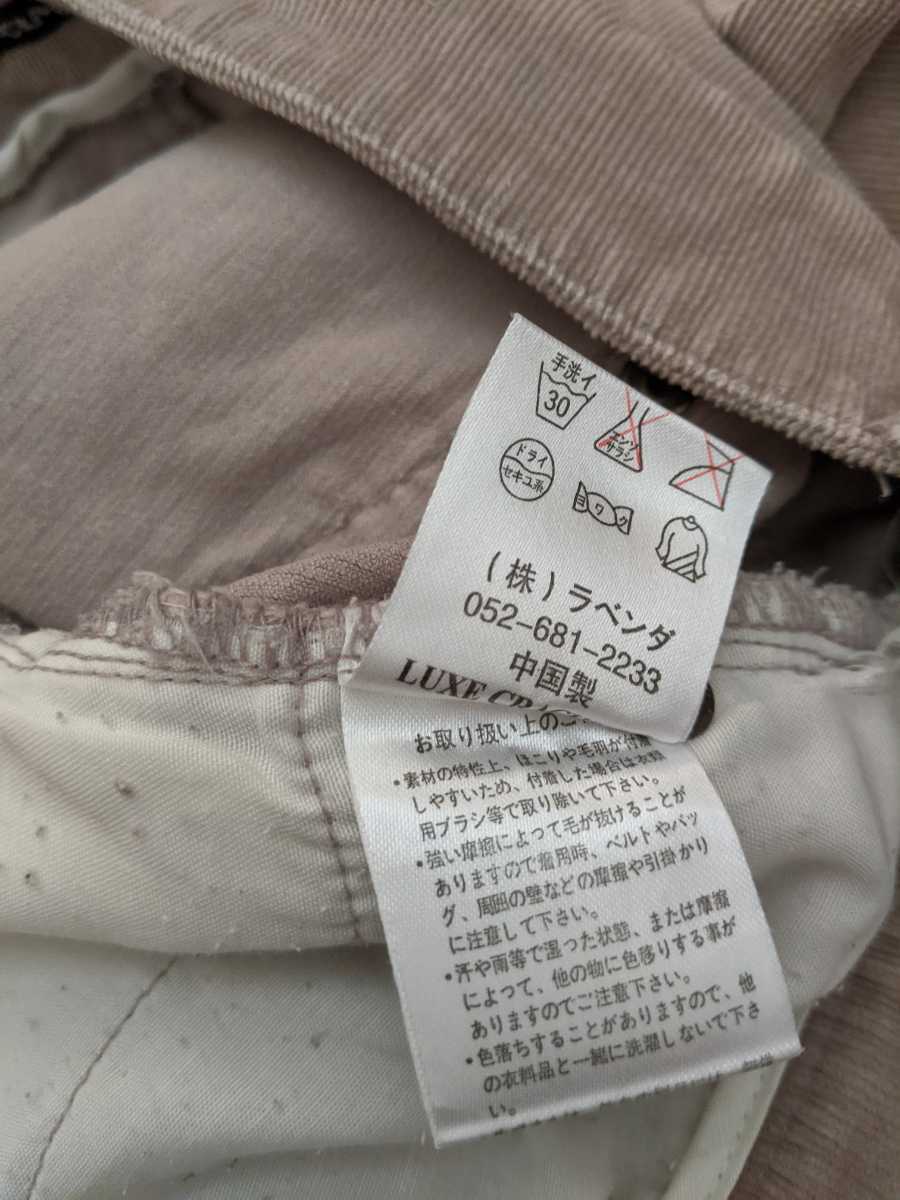 手洗イ
30
エンソ
サラシ
ドライ
セキユ系
ヨワク
(株)ラベンダ
052-681-2233
中国製
LUXE
お取り扱い上のご
・素材の特性上、ほこりや毛羽が付着
しやすいため、付着した場合は衣類
用ブラシ等で取り除いて下さい。
・強い摩擦によって毛が抜けることが
ありますので着用時、ベルトやバッ
グ、周囲の壁などの摩擦や引掛かり
に注意して下さい。
・汗や雨等で湿った状態、または摩擦
によって、他の物に色移りする事が
ありますのでご注意下さい。
・色落ちすることがありますので、他
の衣料品と一緒に洗濯しないで下さ
い。